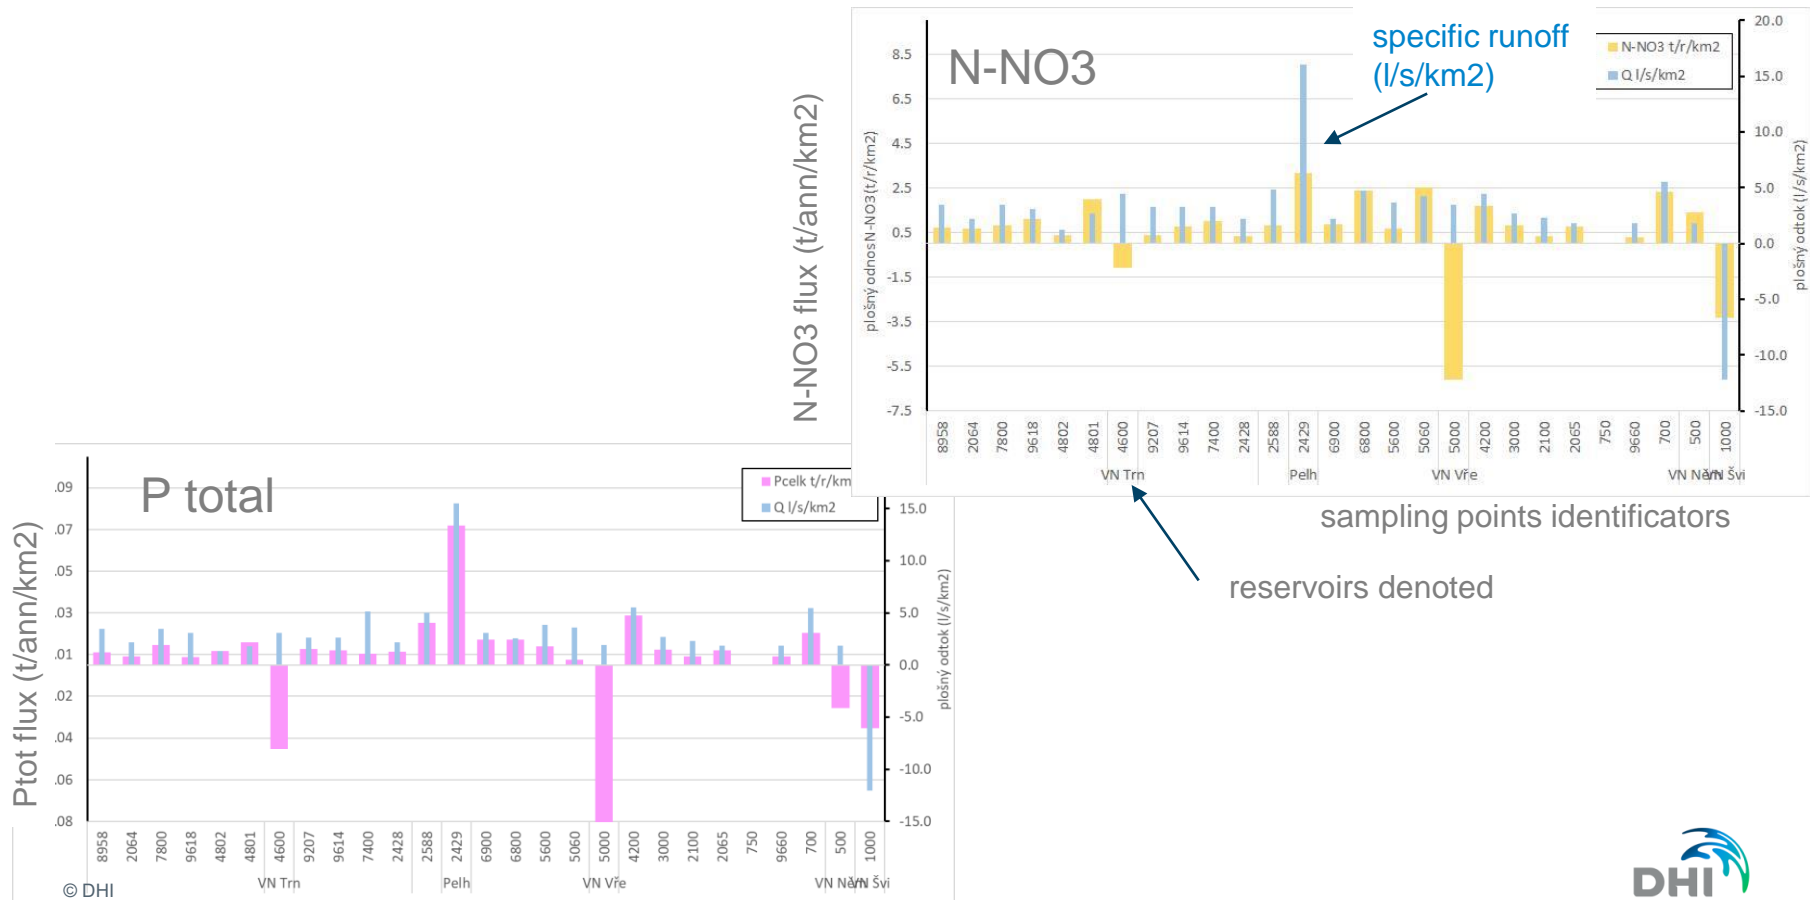 N-NO3
specific runoff
(l/s/km2)
N-NO3 t/r/km2
Q l/s/km2
N-NO3 flux (t/ann/km2)
plošný odnos N-NO3 (t/r/km2)
8.5
6.5
4.5
2.5
0.5
-1.5
-3.5
-5.5
-7.5
20.0
15.0
10.0
5.0
0.0
-5.0
-10.0
-15.0
plošný odtok (l/s/km2)
8958 2064 7800 9618 4802 4801 4600 9207 9614 7400 2428 2588 2429 6900 6800 5600 5060 5000 4200 3000 2100 2065 750 9660 700 500 1000
VN Trn Pelh VN Vře VN Něm VN Švi
sampling points identificators
reservoirs denoted
P total
Pcelk t/r/km
Q l/s/km2
Ptot flux (t/ann/km2)
.09
.07
.05
.03
.01
.02
.04
.06
.08
15.0
10.0
5.0
0.0
-5.0
-10.0
-15.0
plošný odtok (l/s/km2)
8958 2064 7800 9618 4802 4801 4600 9207 9614 7400 2428 2588 2429 6900 6800 5600 5060 5000 4200 3000 2100 2065 750 9660 700 500 1000
VN Trn Pelh VN Vře VN Něm VN Švi
© DHI
DHI